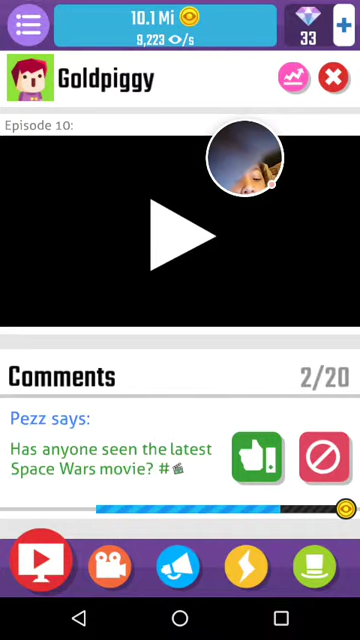 10.1 Mi
9,223 /s
33
Goldpiggy
Episode 10:
Comments 2/20
Pezz says:
Has anyone seen the latest
Space Wars movie? #